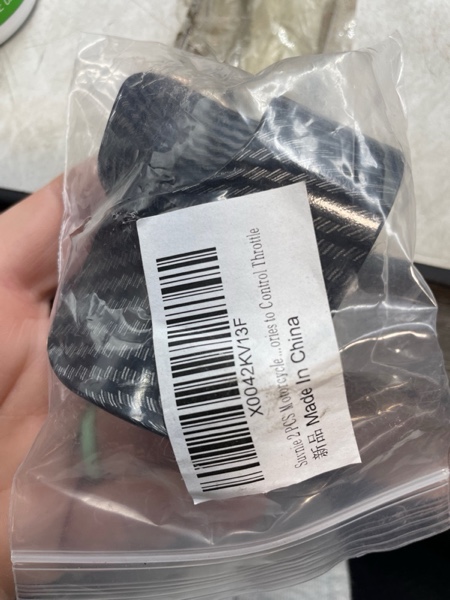 X0042KV13F
Surnie 2PCS Motorcycle...ories to Control Throttle
新品 Made In China